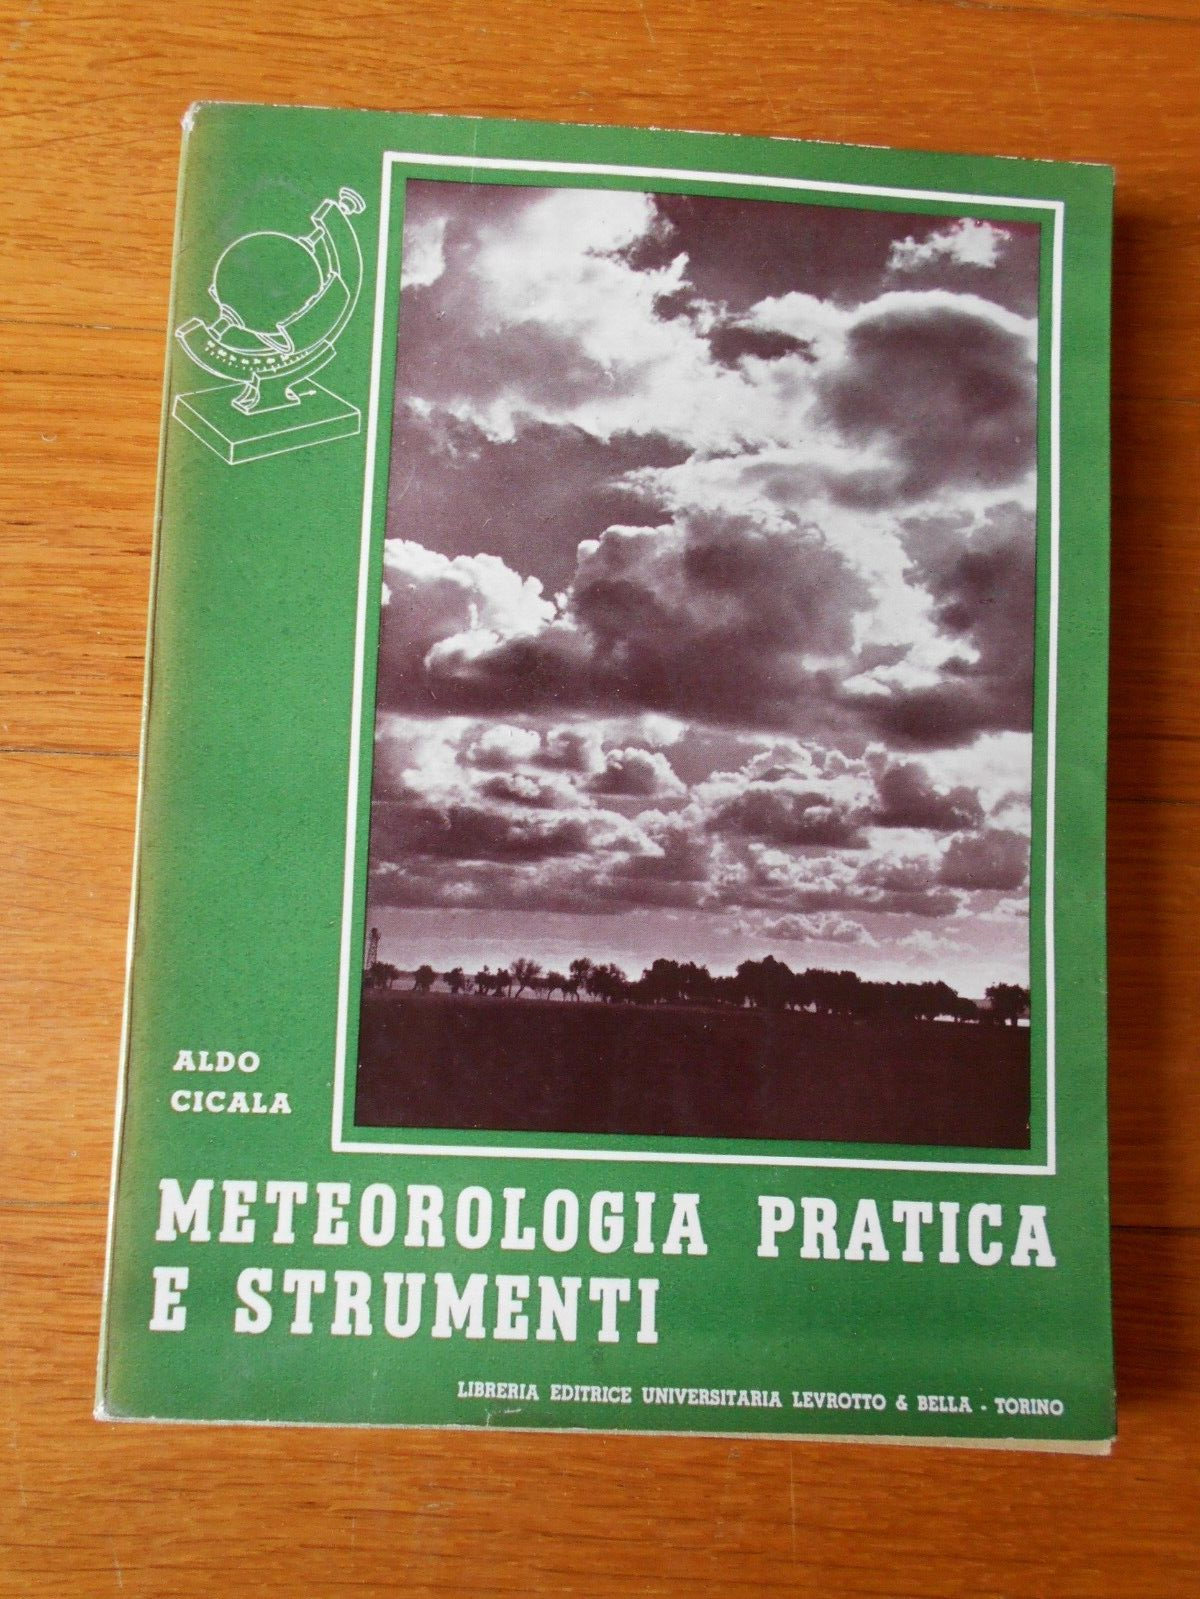 ALDO
CICALA
METEOROLOGIA PRATICA
E STRUMENTI
LIBRERIA EDITRICE UNIVERSITARIA LEVROTTO & BELLA - TORINO